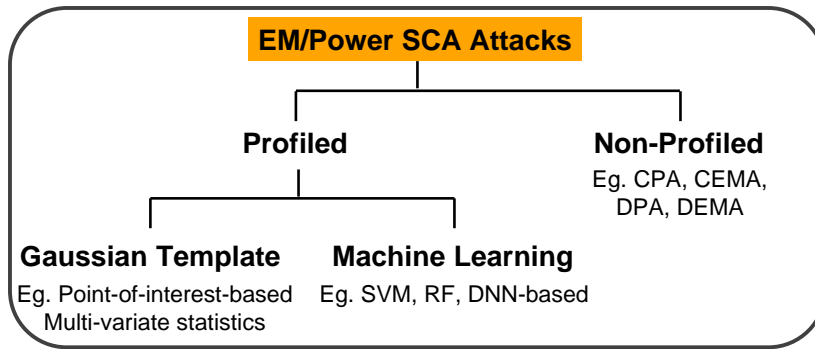 EM/Power SCA Attacks
Profiled
Non-Profiled
Eg. CPA, CEMA,
DPA, DEMA
Gaussian Template
Eg. Point-of-interest-based
Multi-variate statistics
Machine Learning
Eg. SVM, RF, DNN-based